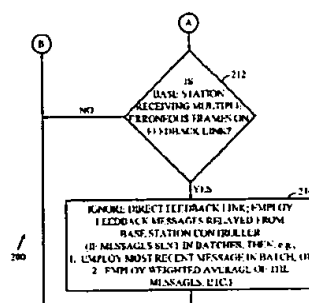 B
A
212
IS
BASE STATION
RECEIVING MULTIPLE
ERRONEOUS FRAMES ON
FEEDBACK LINK?
NO
YES
IGNORE DIRECT FEEDBACK LINK; EMPLOY
FEEDBACK MESSAGES RELAYED FROM
BASE STATION CONTROLLER
(IF MESSAGES SENT IN BATCHES, THEN, e.g.,
1. EMPLOY MOST RECENT MESSAGE IN BATCH,
2. EMPLOY WEIGHTED AVERAGE OF THE
MESSAGES, ETC.)
200